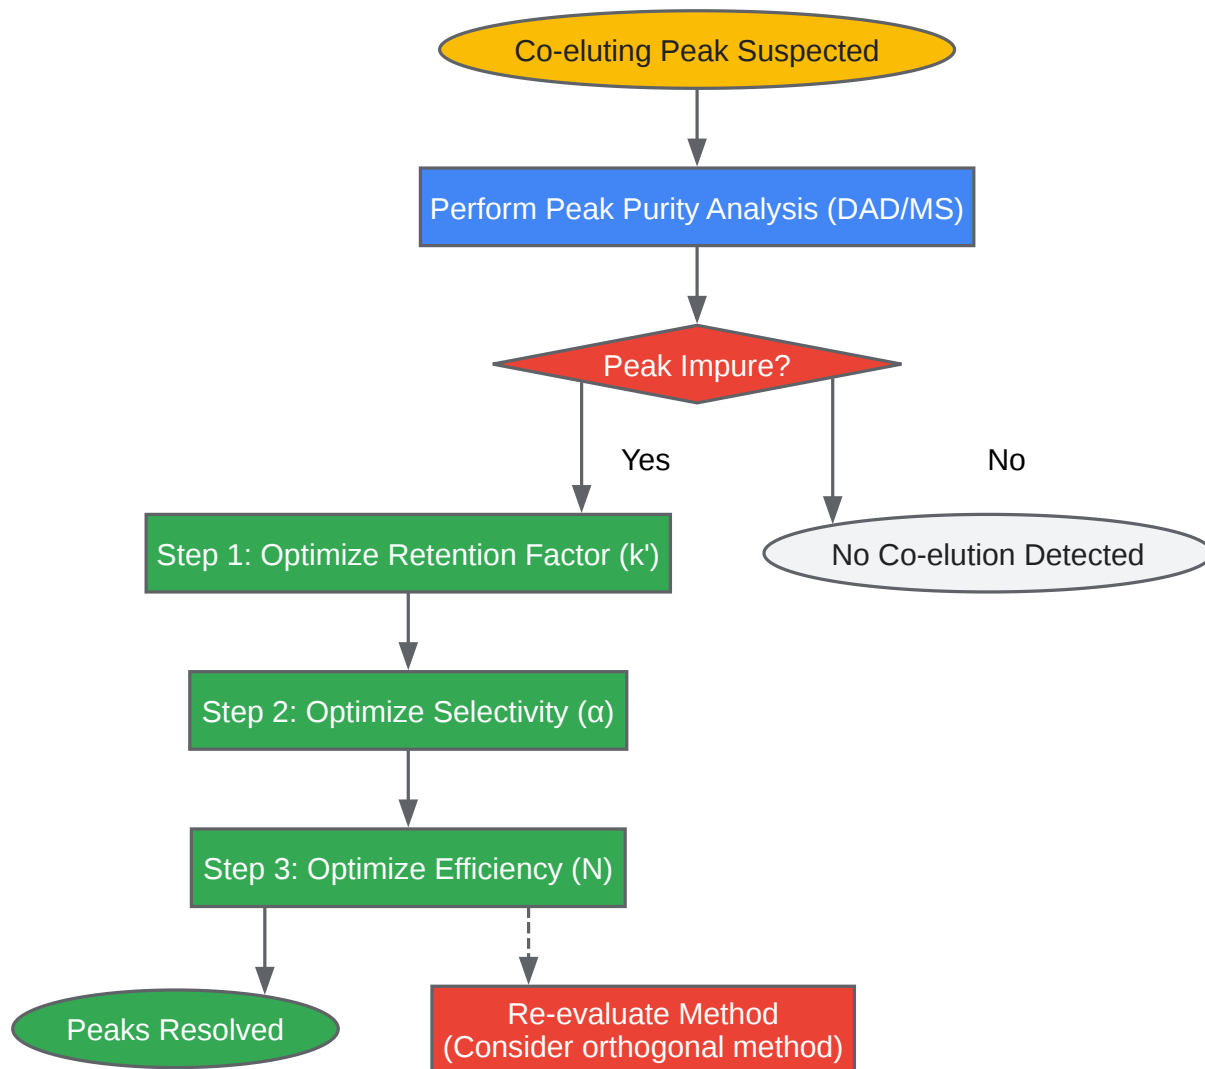 Co-eluting Peak Suspected
Perform Peak Purity Analysis (DAD/MS)
Peak Impure?
Yes
No
Step 1: Optimize Retention Factor (k')
No Co-elution Detected
Step 2: Optimize Selectivity (α)
Step 3: Optimize Efficiency (N)
Peaks Resolved
Re-evaluate Method
(Consider orthogonal method)